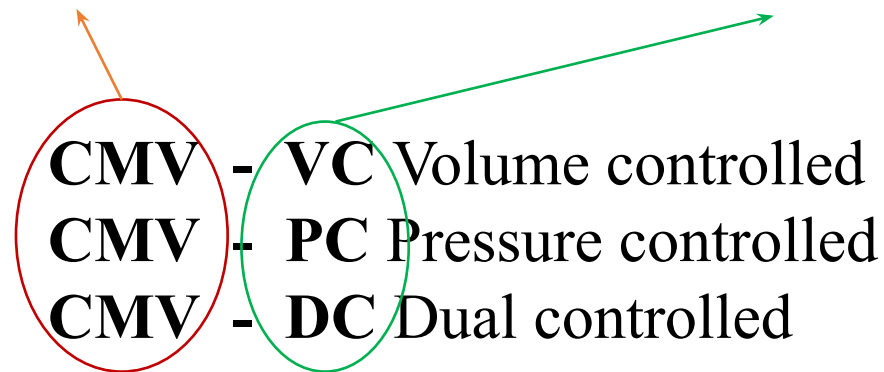 CMV - VC Volume controlled
CMV - PC Pressure controlled
CMV - DC Dual controlled